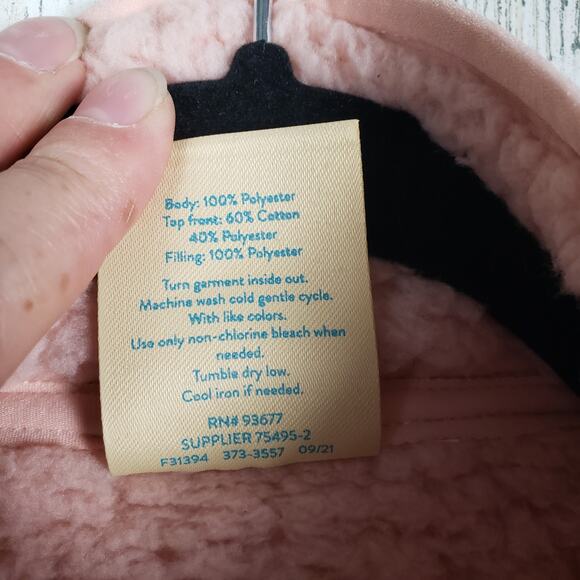 Body: 100% Polyester
Top front: 60% Cotton
40% Polyester
Filling: 100% Polyester
Turn garment inside out.
Machine wash cold gentle cycle.
With like colors.
Use only non-chlorine bleach when
needed.
Tumble dry low.
Cool iron if needed.
RN# 93677
SUPPLIER 75495-2
F31394 373-3557 09/21